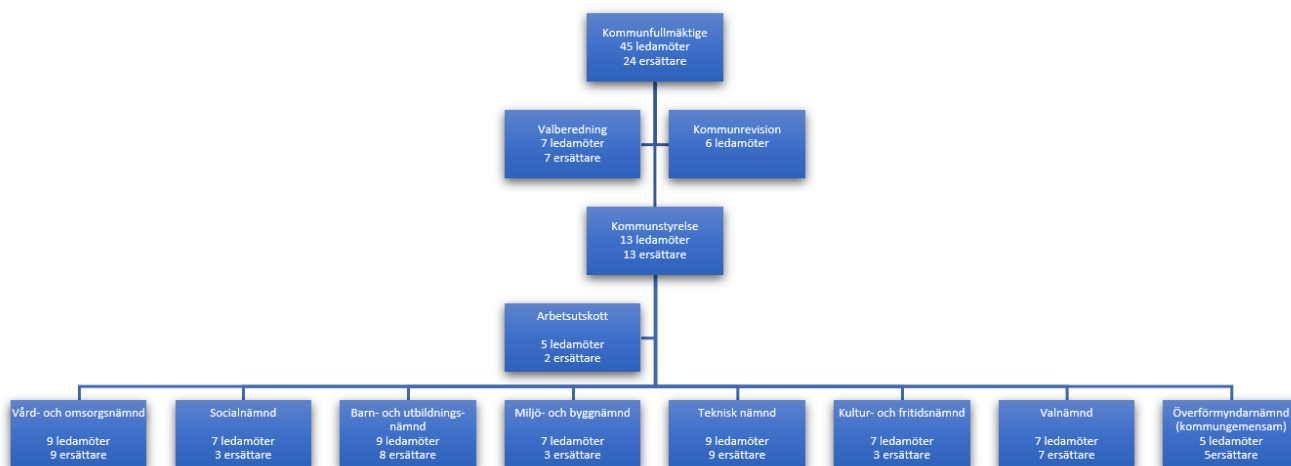 Kommunfullmäktige
45 ledamöter
24 ersättare
Valberedning
7 ledamöter
7 ersättare
Kommunrevision
6 ledamöter
Kommunstyrelse
13 ledamöter
13 ersättare
Arbetsutskott
5 ledamöter
2 ersättare
Vård- och omsorgsnämnd
9 ledamöter
9 ersättare
Socialnämnd
7 ledamöter
3 ersättare
Barn- och utbildnings-
nämnd
9 ledamöter
8 ersättare
Miljö- och byggnämnd
7 ledamöter
3 ersättare
Teknisk nämnd
9 ledamöter
9 ersättare
Kultur- och fritidsnämnd
7 ledamöter
3 ersättare
Valnämnd
7 ledamöter
7 ersättare
Överförmyndarnämnd
(kommungemensam)
5 ledamöter
5ersättare